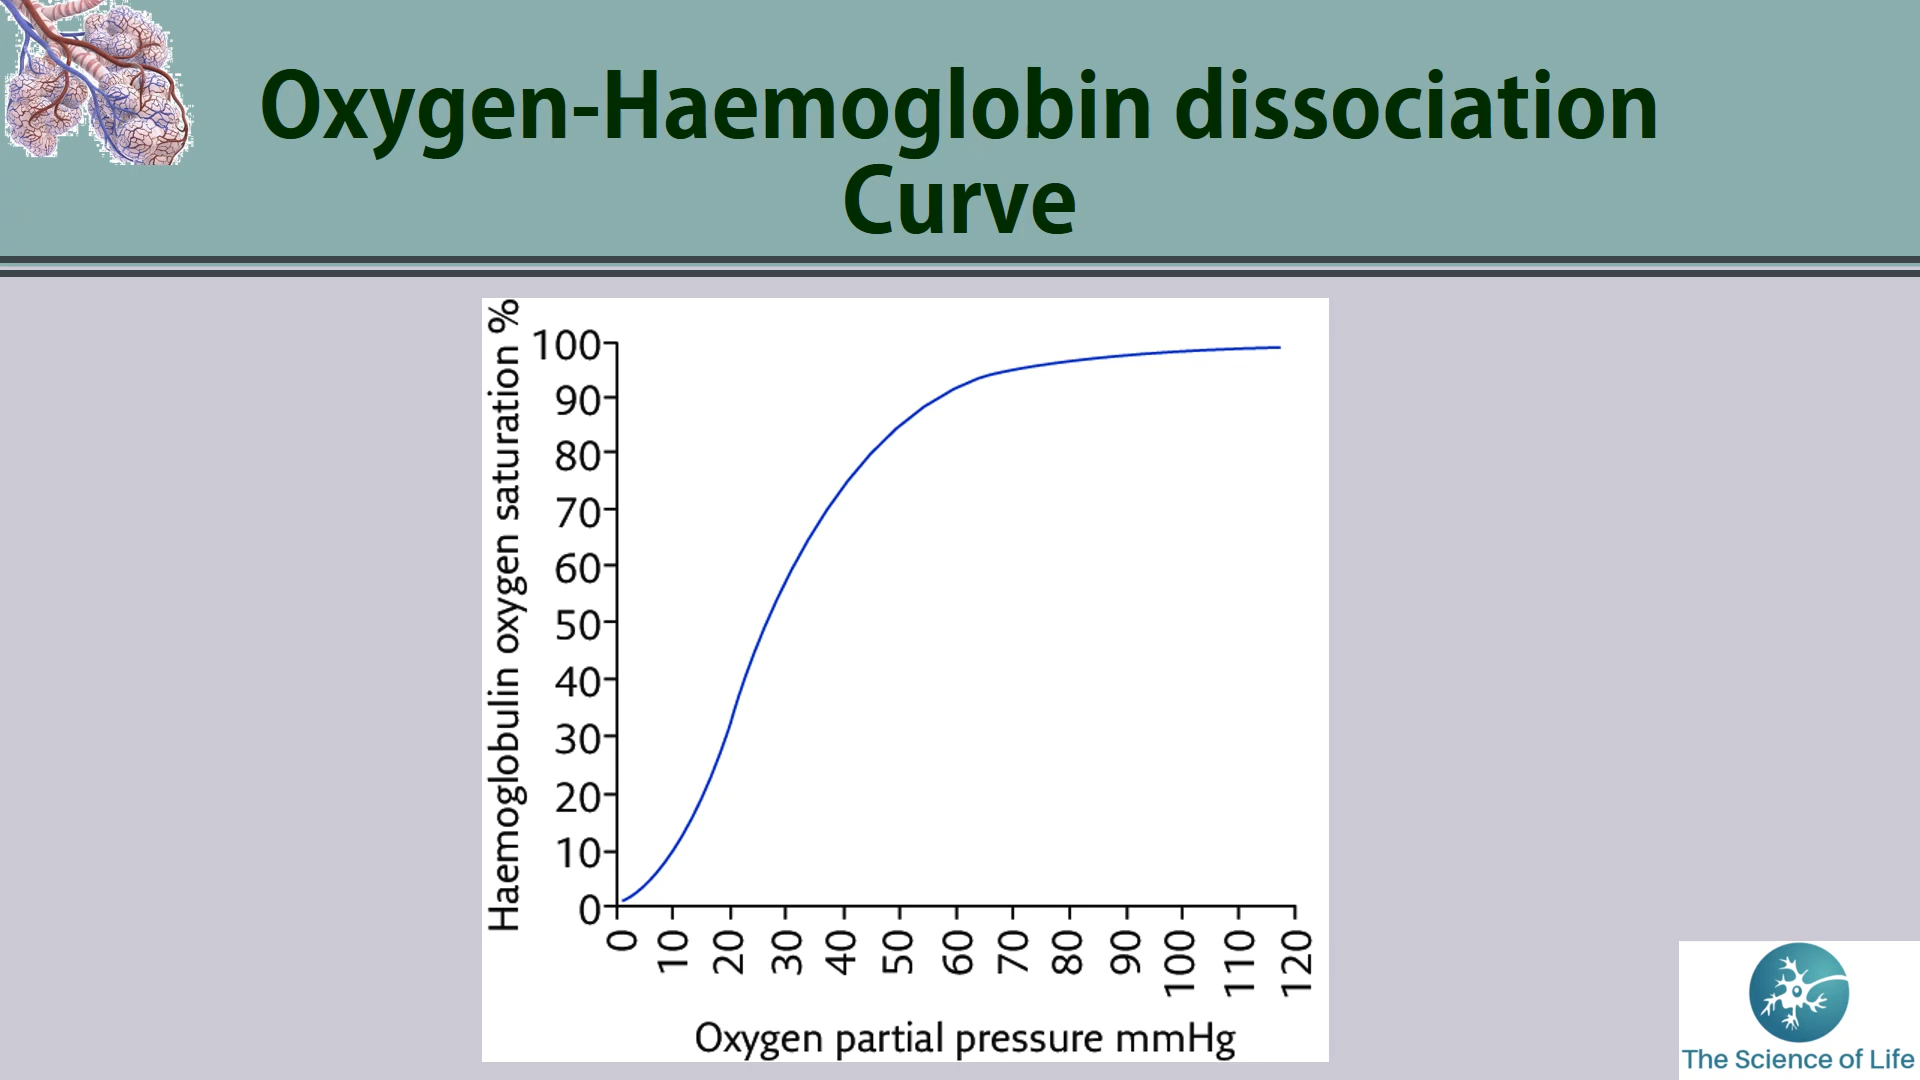 Oxygen-Haemoglobin dissociation
Curve
Haemoglobulin oxygen saturation %
100
90
80
70
60
50
40
30
20
10
0
0 10 20 30 40 50 60 70 80 90 100 110 120
Oxygen partial pressure mmHg
The Science of Life